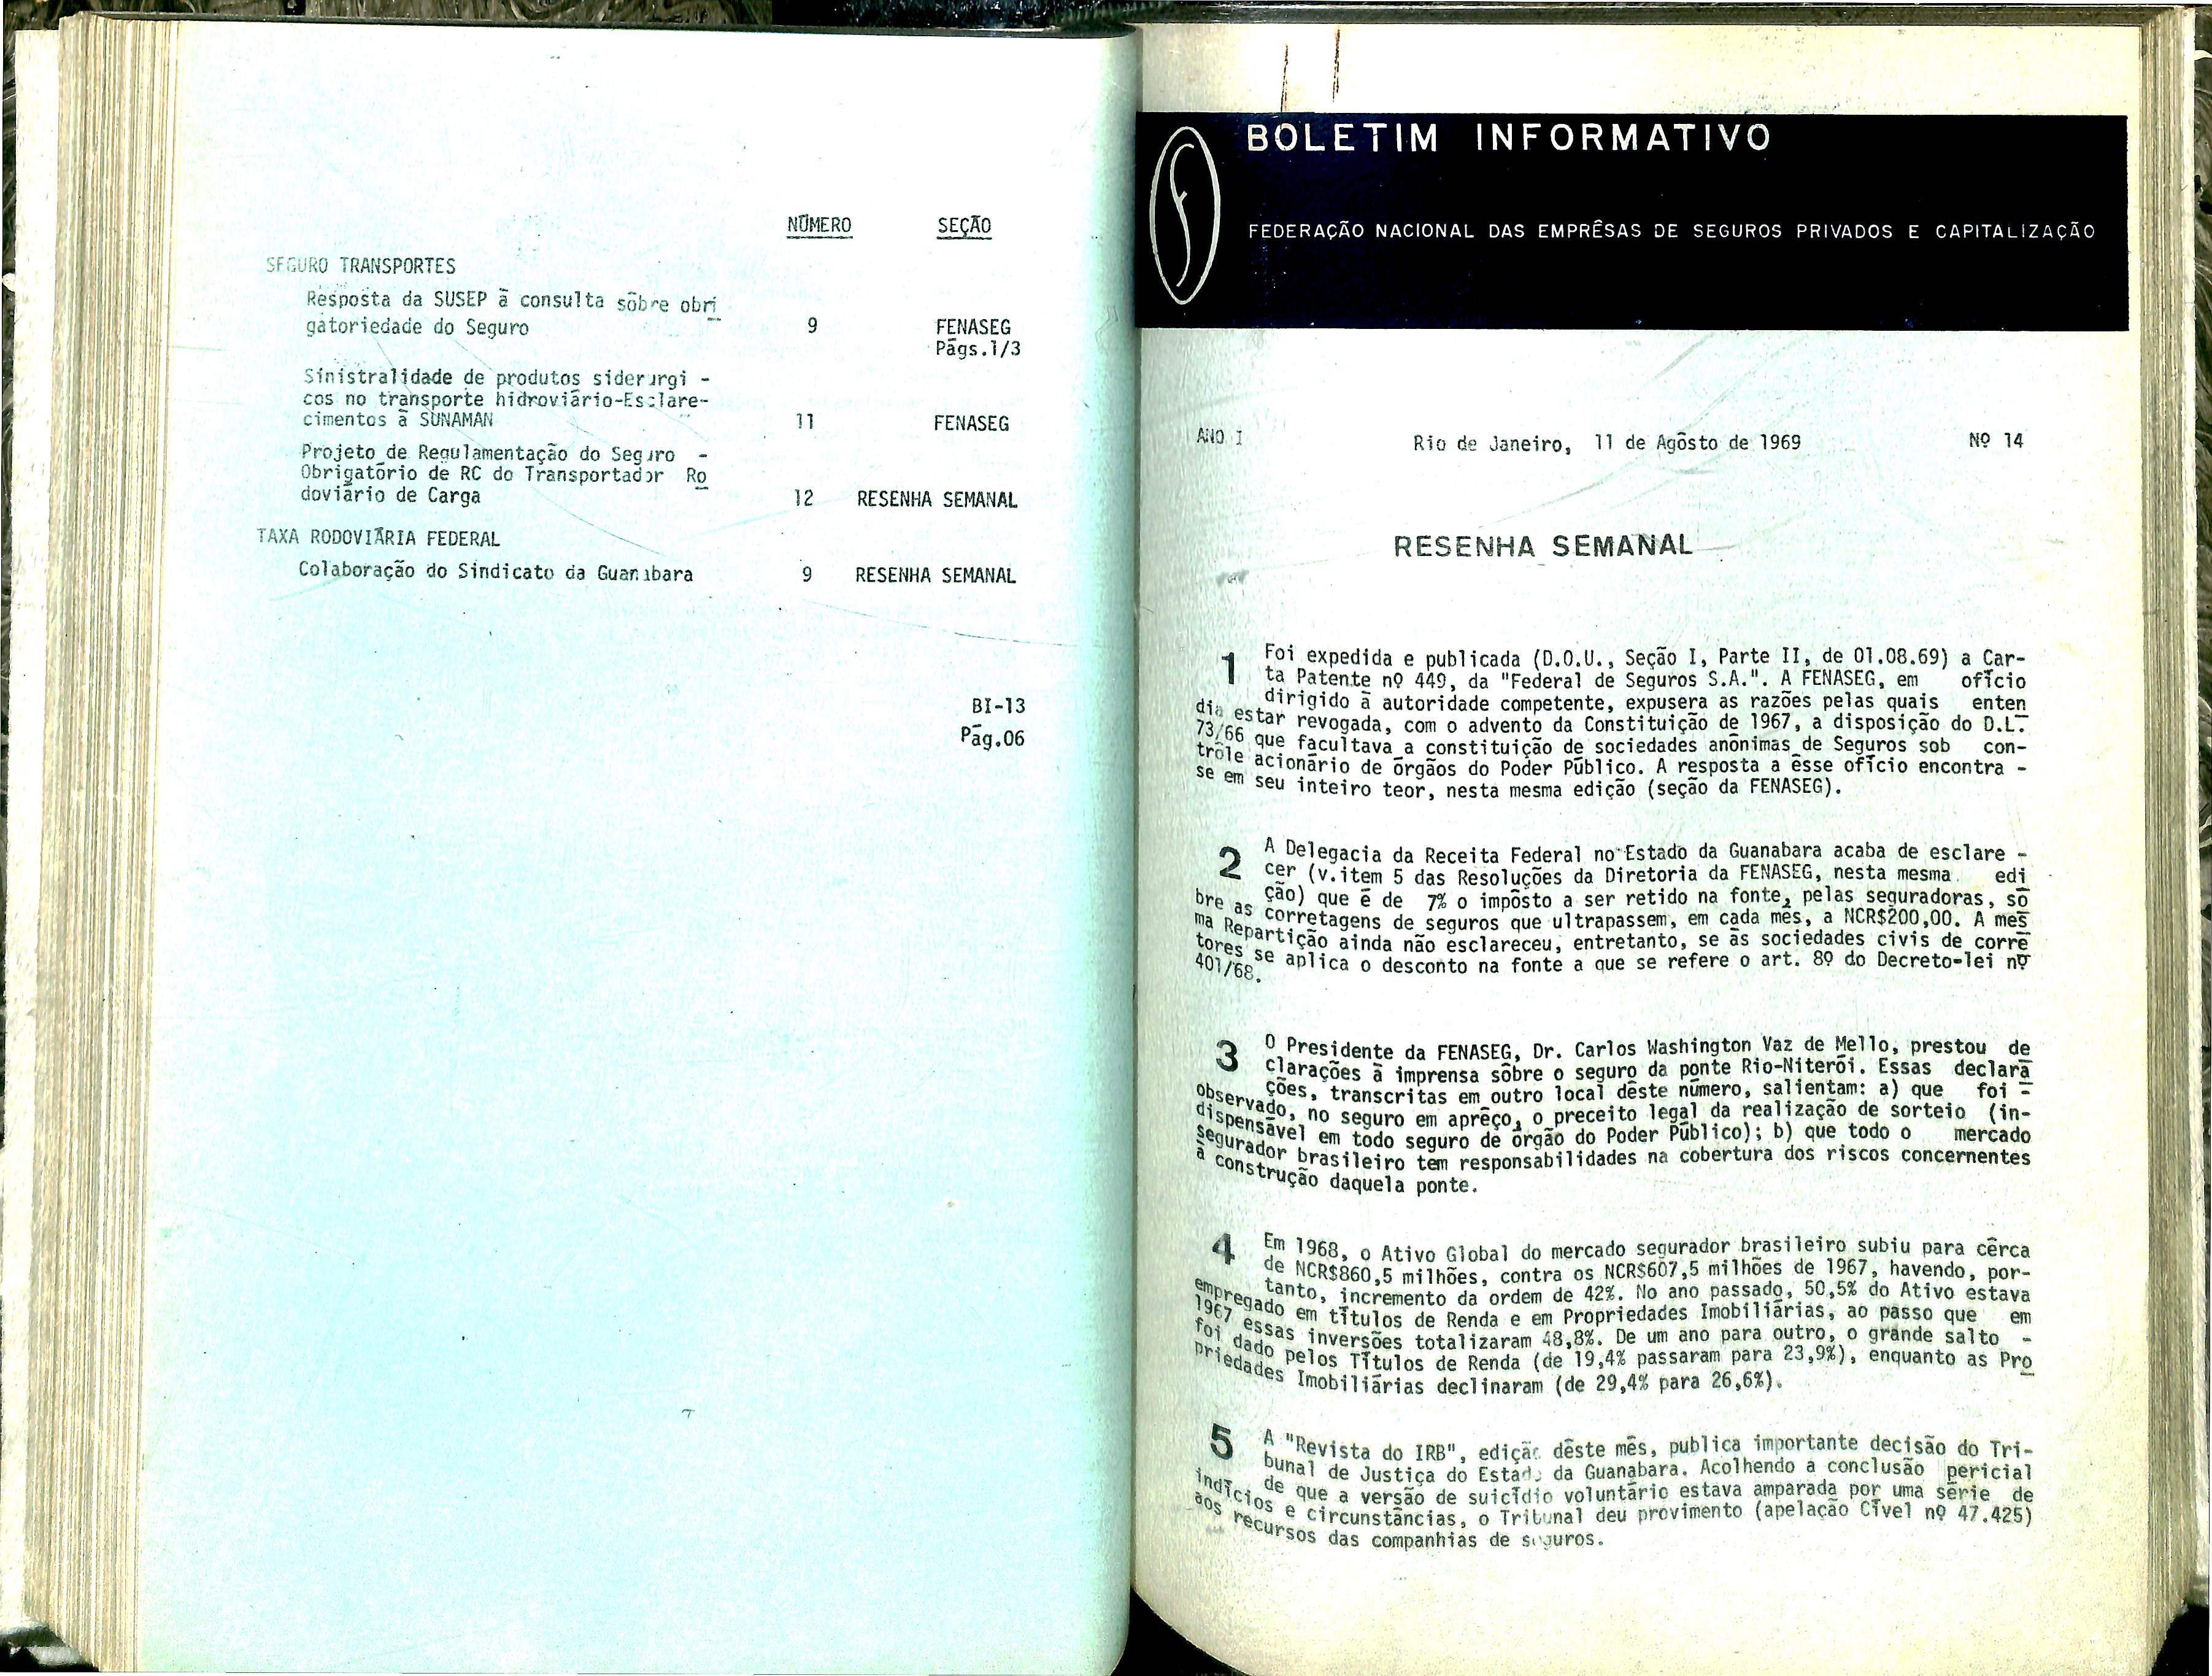 NÚMERO SEÇÃO
SEGURO TRANSPORTES
Resposta da SUSEP à consulta sôbre obri
gatoriedade do Seguro 9 FENASEG
Págs.1/3
Sinistralidade de produtos siderurgi -
cos no transporte hidroviário-Esclare-
cimentos à SUNAMAN 11 FENASEG
Projeto de Regulamentação do Seguro -
Obrigatório de RC do Transportador Ro
doviário de Carga 12 RESENHA SEMANAL
TAXA RODOVIÁRIA FEDERAL
Colaboração do Sindicato da Guanabara 9 RESENHA SEMANAL
BI-13
Pág.06
BOLETIM INFORMATIVO
FEDERAÇÃO NACIONAL DAS EMPRÊSAS DE SEGUROS PRIVADOS E CAPITALIZAÇÃO
ANO I Rio de Janeiro, 11 de Agôsto de 1969 Nº 14
RESENHA SEMANAL
1 Foi expedida e publicada (D.O.U., Seção I, Parte II, de 01.08.69) a Car-
ta Patente nº 449, da "Federal de Seguros S.A.". A FENASEG, em ofício
dirigido à autoridade competente, expusera as razões pelas quais enten
dia estar revogada, com o advento da Constituição de 1967, a disposição do D.L.
73/66 que facultava a constituição de sociedades anônimas de Seguros sob con-
trôle acionário de órgãos do Poder Público. A resposta a êsse ofício encontra -
se em seu inteiro teor, nesta mesma edição (seção da FENASEG).
2 A Delegacia da Receita Federal no Estado da Guanabara acaba de esclare -
cer (v.item 5 das Resoluções da Diretoria da FENASEG, nesta mesma edi
ção) que é de 7% o impôsto a ser retido na fonte, pelas seguradoras, sô
bre as corretagens de seguros que ultrapassem, em cada mês, a NCR$200,00. A mes
ma Repartição ainda não esclareceu, entretanto, se às sociedades civis de corre
tores se aplica o desconto na fonte a que se refere o art. 8º do Decreto-lei nº
401/68.
3 O Presidente da FENASEG, Dr. Carlos Washington Vaz de Mello, prestou de
clarações à imprensa sôbre o seguro da ponte Rio-Niterói. Essas declara
ções, transcritas em outro local dêste número, salientam: a) que foi -
observado, no seguro em aprêço, o preceito legal da realização de sorteio (in-
dispensável em todo seguro de órgão do Poder Público); b) que todo o mercado
segurador brasileiro tem responsabilidades na cobertura dos riscos concernentes
à construção daquela ponte.
4 Em 1968, o Ativo Global do mercado segurador brasileiro subiu para cêrca
de NCR$860,5 milhões, contra os NCR$607,5 milhões de 1967, havendo, por-
tanto, incremento da ordem de 42%. No ano passado, 50,5% do Ativo estava
empregado em títulos de Renda e em Propriedades Imobiliárias, ao passo que em
1967 essas inversões totalizaram 48,8%. De um ano para outro, o grande salto -
foi dado pelos Títulos de Renda (de 19,4% passaram para 23,9%), enquanto as Pro
priedades Imobiliárias declinaram (de 29,4% para 26,6%).
5 A "Revista do IRB", edição dêste mês, publica importante decisão do Tri-
bunal de Justiça do Estado da Guanabara. Acolhendo a conclusão pericial
de que a versão de suicídio voluntário estava amparada por uma série de
indícios e circunstâncias, o Tribunal deu provimento (apelação Cível nº 47.425)
aos recursos das companhias de seguros.